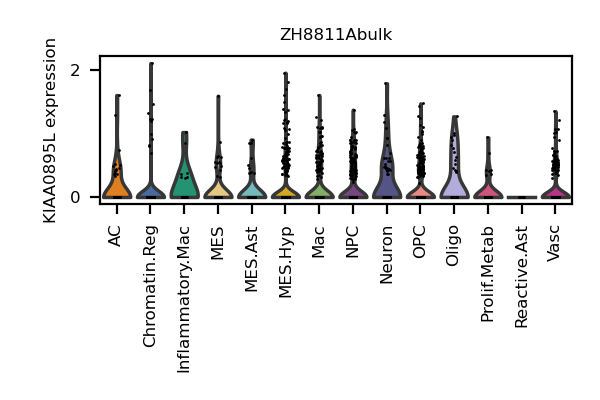 ZH8811Abulk
KIAA0895L expression
2
0
AC
Chromatin.Reg
Inflammatory.Mac
MES
MES.Ast
MES.Hyp
Mac
NPC
Neuron
OPC
Oligo
Prolif.Metab
Reactive.Ast
Vasc